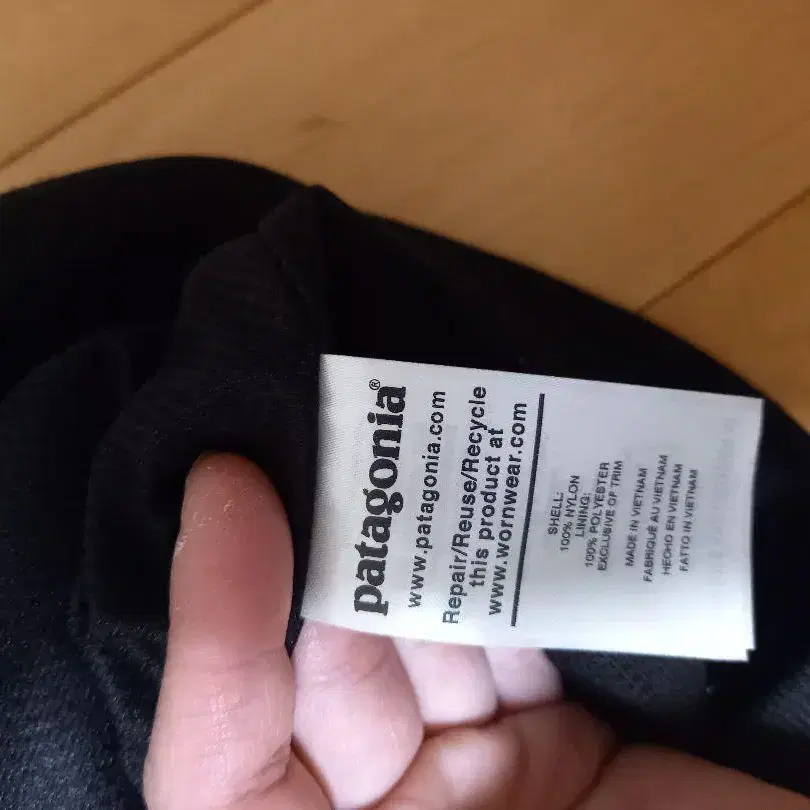 patagonia®
www.patagonia.com
Repair/Reuse/Recycle
this product at
www.wornwear.com
SHELL:
100% NYLON
LINING:
100% POLYESTER
EXCLUSIVE OF TRIM
MADE IN VIETNAM
FABRIQUÉ AU VIETNAM
HECHO EN VIETNAM
FATTO IN VIETNAM